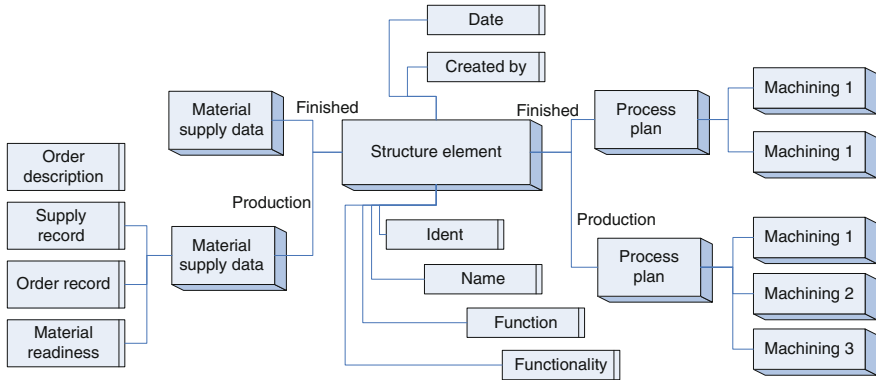 Date
Created by
Finished
Material
supply data
Structure element
Finished
Process
plan
Machining 1
Machining 1
Order
description
Supply
record
Order record
Material
readiness
Production
Material
supply data
Ident
Name
Function
Functionality
Production
Process
plan
Machining 1
Machining 2
Machining 3